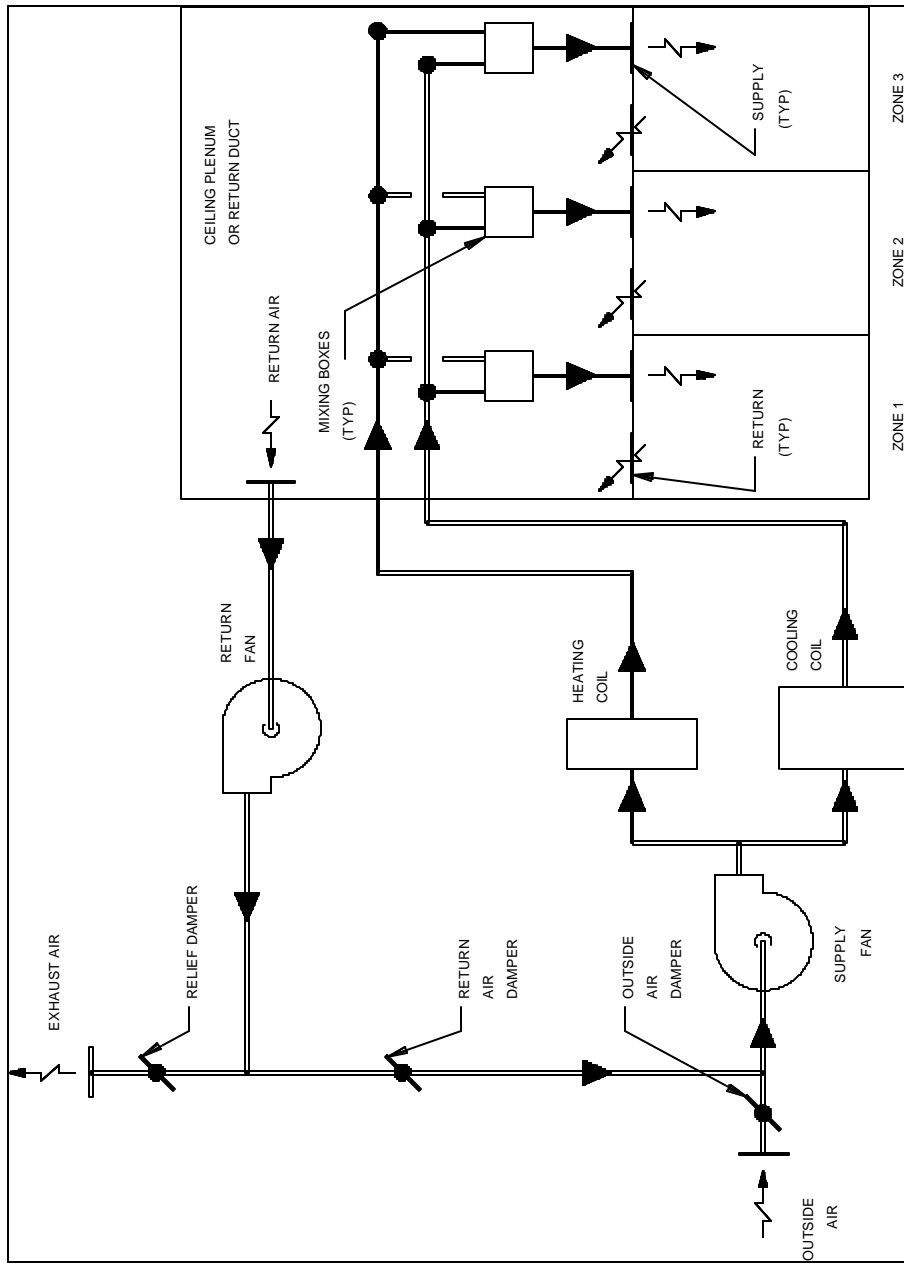 CEILING PLENUM
OR RETURN DUCT
RETURN AIR
MIXING BOXES
(TYP)
SUPPLY
(TYP)
RETURN
(TYP)
ZONE 1
ZONE 2
ZONE 3
RETURN
FAN
HEATING
COIL
COOLING
COIL
EXHAUST AIR
RELIEF DAMPER
RETURN
AIR
DAMPER
OUTSIDE
AIR
DAMPER
SUPPLY
FAN
OUTSIDE
AIR